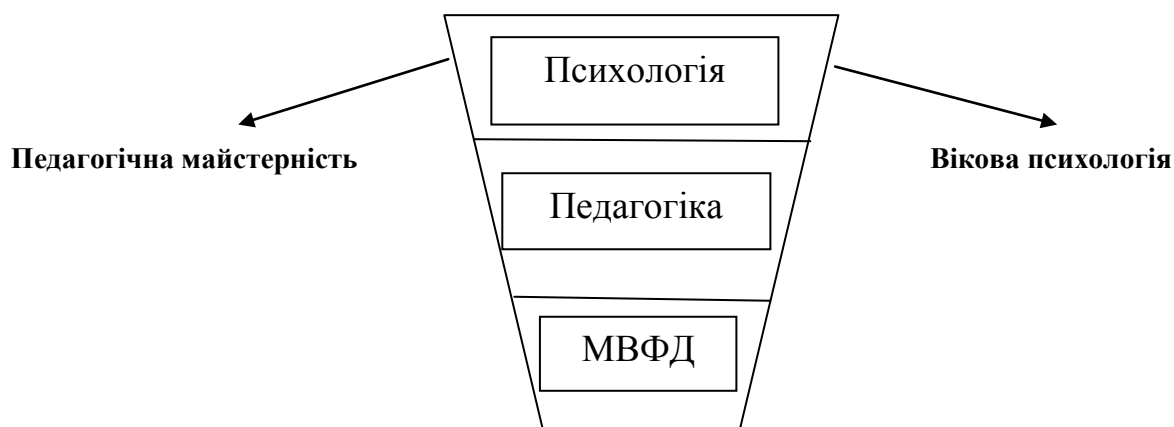 Психологія
Педагогічна майстерність
Вікова психологія
Педагогіка
МВФД